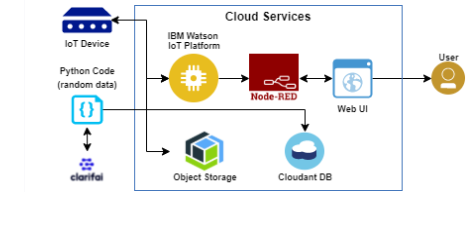 Cloud Services
IoT Device
IBM Watson
IoT Platform
Python Code
(random data)
{}
Node-RED
Web UI
User
clarifai
Object Storage
Cloudant DB